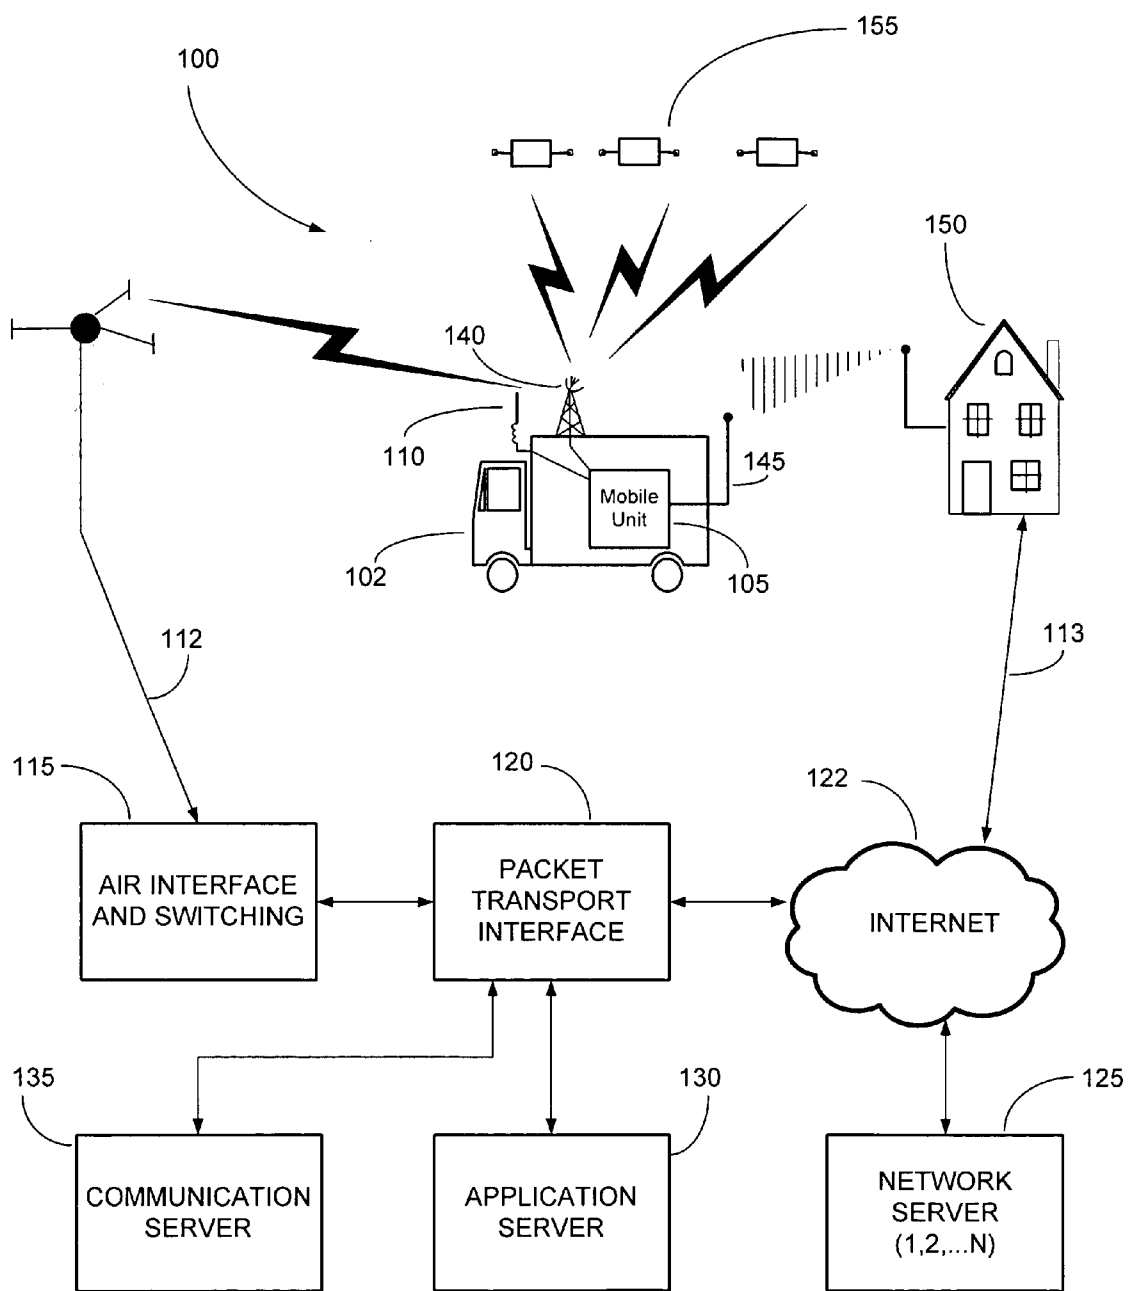 155
100
150
140
110
145
Mobile
Unit
102
105
112
113
115
120
122
AIR INTERFACE
AND SWITCHING
PACKET
TRANSPORT
INTERFACE
INTERNET
135
130
125
COMMUNICATION
SERVER
APPLICATION
SERVER
NETWORK
SERVER
(1,2,...N)